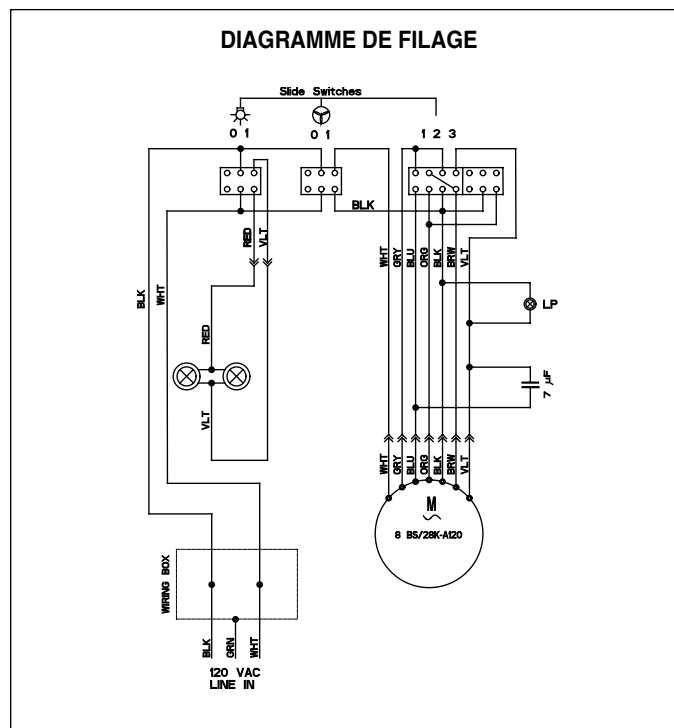 DIAGRAMME DE FILAGE
Slide Switches
0 1
0 1
1 2 3
BLK
RED
VLT
WHT
GRY
BLU
ORG
BLK
BRW
VLT
BLK
WHT
LP
RED
7 µF
VLT
WHT
GRY
BLU
ORG
BLK
BRW
VLT
M
8 BS/28K-A120
WIRING BOX
BLK
GRN
WHT
120 VAC
LINE IN